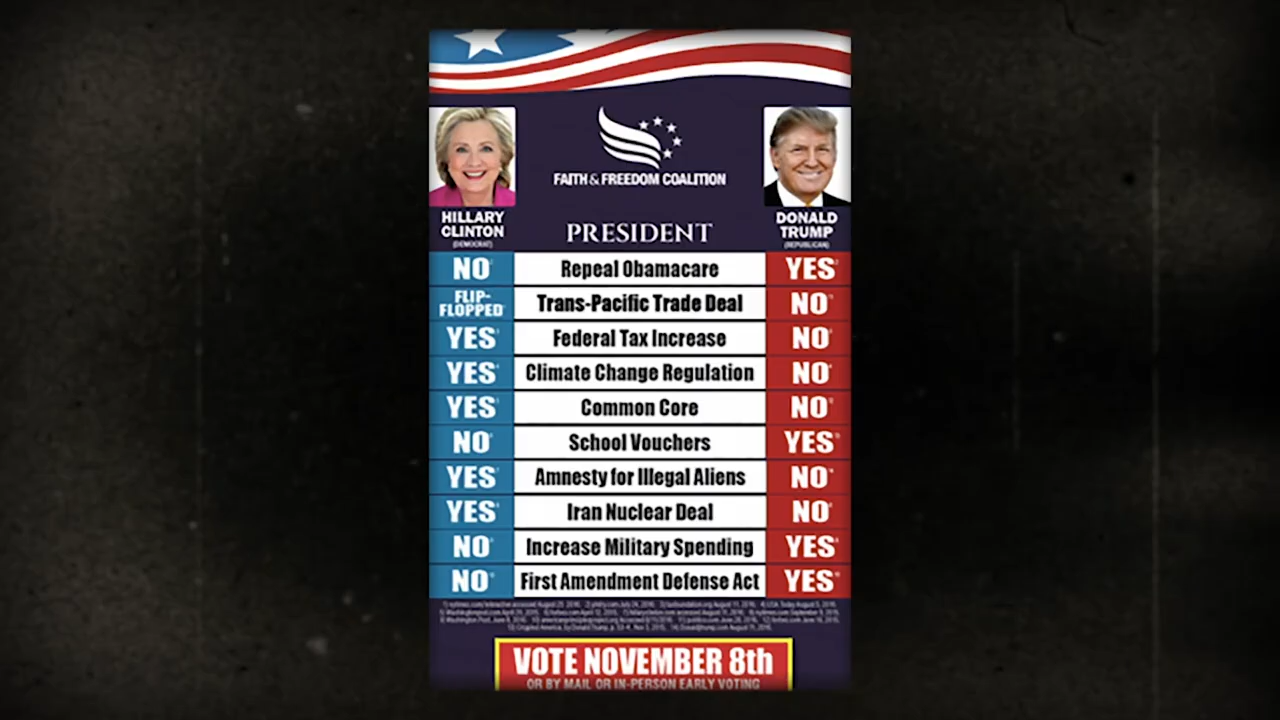 FAITH & FREEDOM COALITION
HILLARY
CLINTON
(DEMOCRAT)
PRESIDENT
DONALD
TRUMP
(REPUBLICAN)
NO Repeal Obamacare YES
FLIP-
FLOPPED Trans-Pacific Trade Deal NO
YES Federal Tax Increase NO
YES Climate Change Regulation NO
YES Common Core NO
NO School Vouchers YES
YES Amnesty for Illegal Aliens NO
YES Iran Nuclear Deal NO
NO Increase Military Spending YES
NO First Amendment Defense Act YES
VOTE NOVEMBER 8th
OR BY MAIL OR IN-PERSON EARLY VOTING